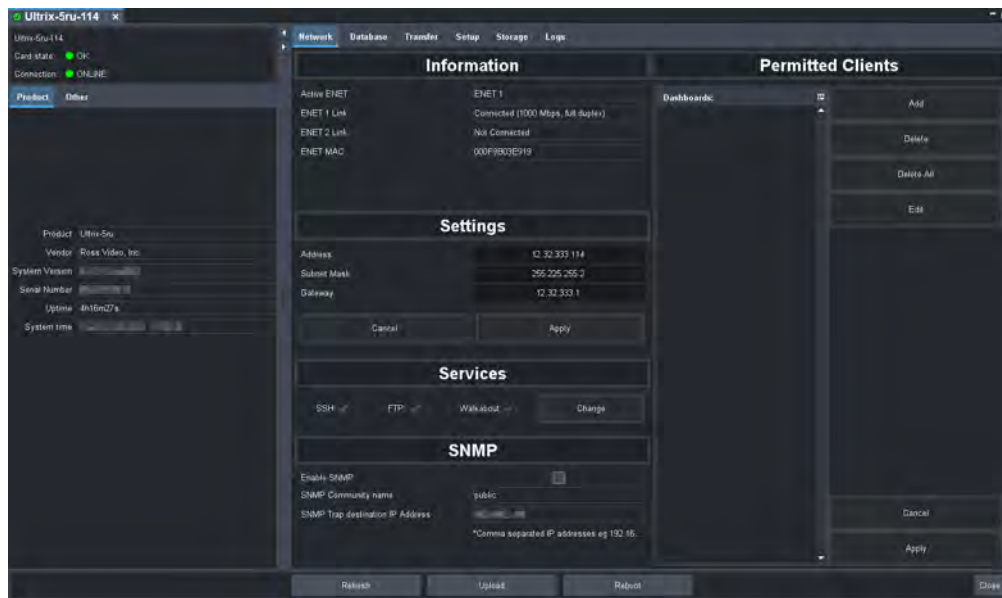 Ultrix-5ru-114 ×
Ultrix-5ru-114
Card state: OK
Connection: ONLINE
Product Other
Product Ultrix-5ru
Vendor Ross Video, Inc.
System Version
Serial Number
Uptime 4h16m27s
System time
Network Database Transfer Setup Storage Logs
Information
Active ENET ENET 1
ENET 1 Link Connected (1000 Mbps, full duplex)
ENET 2 Link Not Connected
ENET MAC 000F9B03E919
Settings
Address 12.32.333.114
Subnet Mask 255.225.255.2
Gateway 12.32.333.1
Cancel Apply
Services
SSH: FTP: Walkabout: Change
SNMP
Enable SNMP
SNMP Community name public
SNMP Trap destination IP Address
*Comma separated IP addresses eg 192.16.
Permitted Clients
Dashboards:
Add
Delete
Delete All
Edit
Cancel
Apply
Refresh Upload Reboot Close